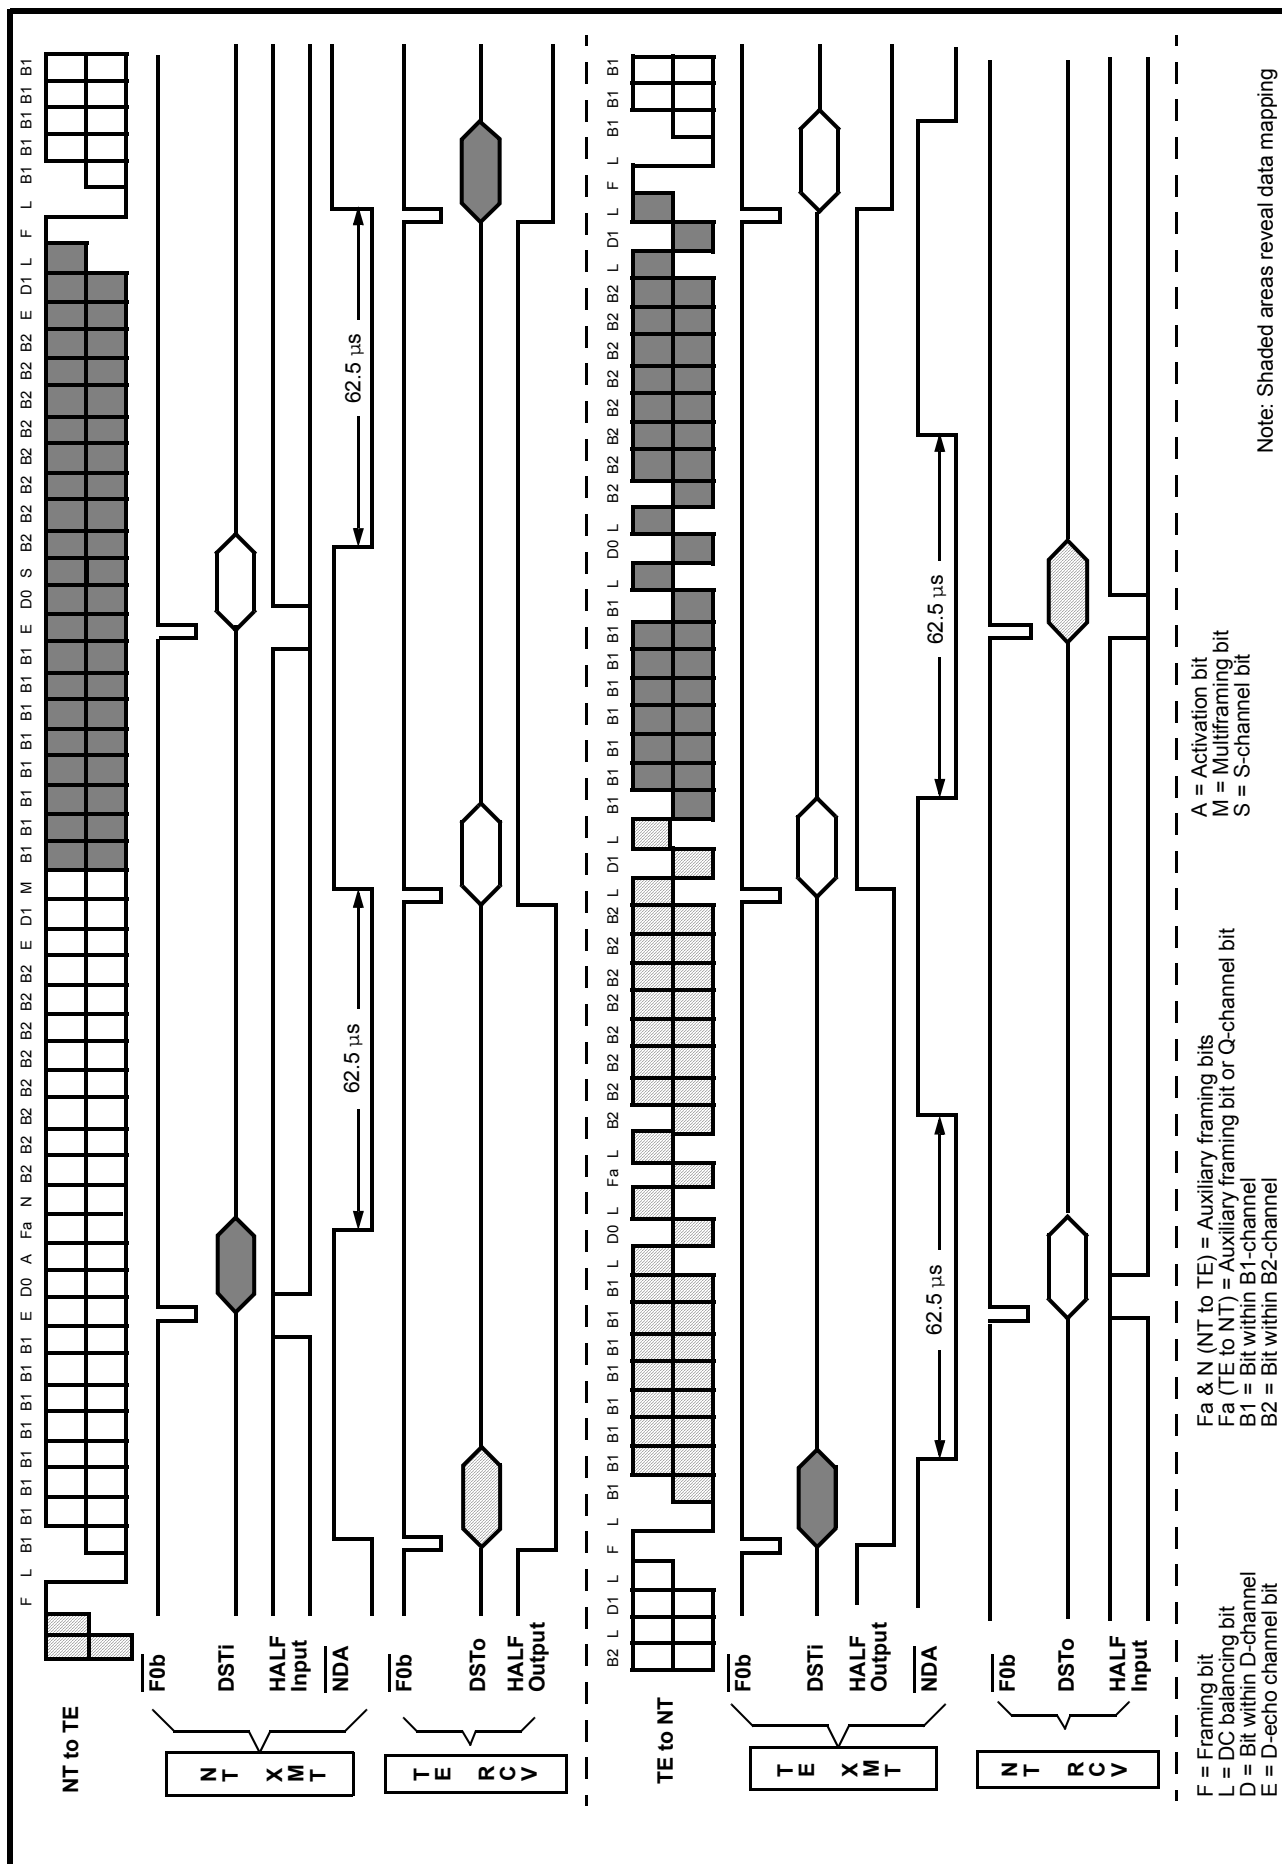 F L B1 B1 B1 B1 B1 B1 B1 B1 E D0 A Fa N B2 B2 B2 B2 B2 B2 B2 B2 E D1 M B1 B1 B1 B1 B1 B1 B1 B1 E D0 S B2 B2 B2 B2 B2 B2 B2 B2 E D1 L F L B1 B1 B1 B1 B1
NT to TE
F0b
NT XMT
DSTi
HALF
Input
NDA
62.5 µs 62.5 µs
F0b
TE RCV
DSTo
HALF
Output
B2 L D1 L F L B1 B1 B1 B1 B1 B1 B1 B1 L D0 L Fa L B2 B2 B2 B2 B2 B2 B2 B2 L D1 L B1 B1 B1 B1 B1 B1 B1 B1 L D0 L B2 B2 B2 B2 B2 B2 B2 B2 L D1 L F L B1 B1 B1
TE to NT
F0b
TE XMT
DSTi
HALF
Output
NDA
62.5 µs 62.5 µs
F0b
NT RCV
DSTo
HALF
Input
F = Framing bit
L = DC balancing bit
D = Bit within D-channel
E = D-echo channel bit
Fa & N (NT to TE) = Auxiliary framing bits
Fa (TE to NT) = Auxiliary framing bit or Q-channel bit
B1 = Bit within B1-channel
B2 = Bit within B2-channel
A = Activation bit
M = Multiframing bit
S = S-channel bit
Note: Shaded areas reveal data mapping